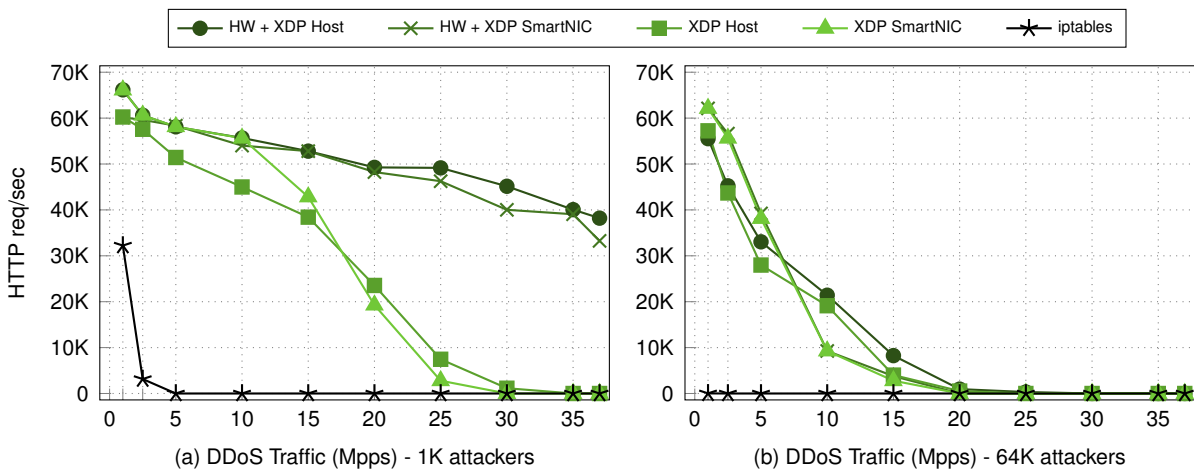 HW + XDP Host HW + XDP SmartNIC XDP Host XDP SmartNIC iptables
HTTP req/sec
70K
60K
50K
40K
30K
20K
10K
0
0 5 10 15 20 25 30 35
(a) DDoS Traffic (Mpps) - 1K attackers
70K
60K
50K
40K
30K
20K
10K
0
0 5 10 15 20 25 30 35
(b) DDoS Traffic (Mpps) - 64K attackers